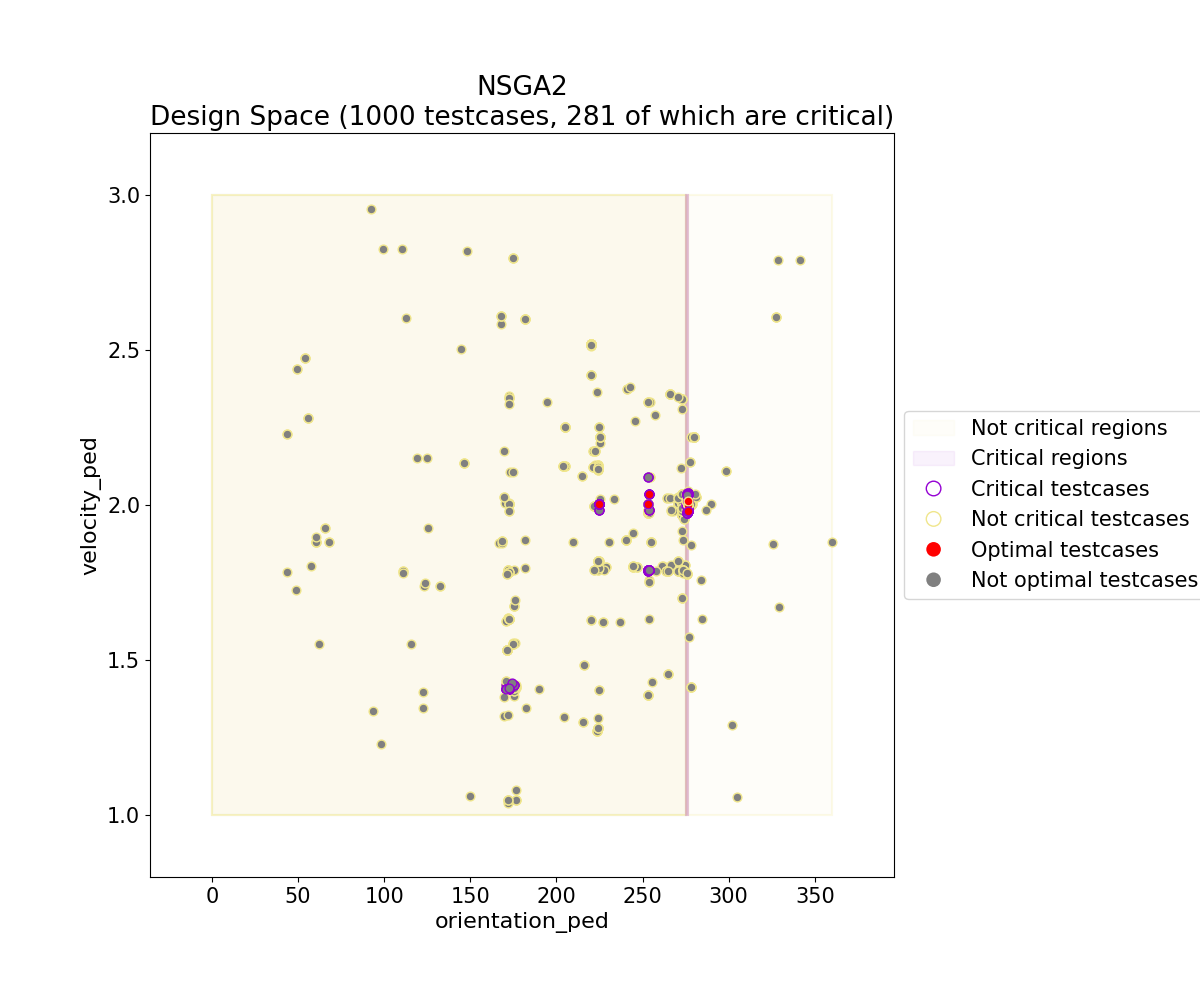 NSGA2
Design Space (1000 testcases, 281 of which are critical)
velocity_ped
3.0
2.5
2.0
1.5
1.0
0
50
100
150
200
250
300
350
orientation_ped
Not critical regions
Critical regions
Critical testcases
Not critical testcases
Optimal testcases
Not optimal testcases